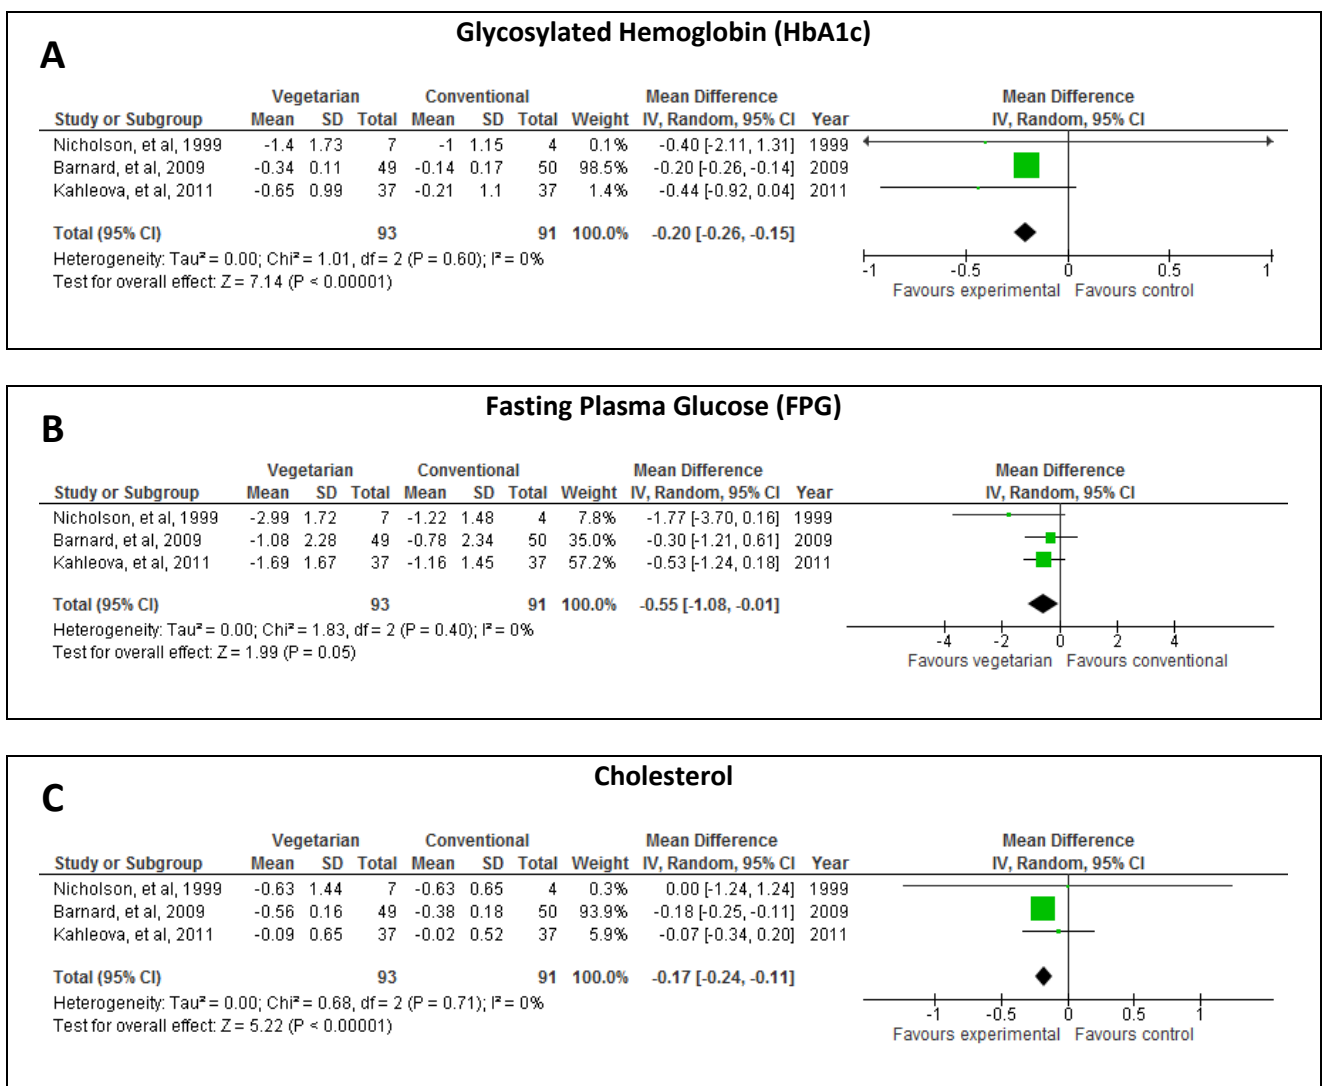 Glycosylated Hemoglobin (HbA1c)
A
Vegetarian Conventional Mean Difference Mean Difference
Study or Subgroup Mean SD Total Mean SD Total Weight IV, Random, 95% CI Year IV, Random, 95% CI
Nicholson, et al, 1999 -1.4 1.73 7 -1 1.15 4 0.1% -0.40 [-2.11, 1.31] 1999
Barnard, et al, 2009 -0.34 0.11 49 -0.14 0.17 50 98.5% -0.20 [-0.26, -0.14] 2009
Kahleova, et al, 2011 -0.65 0.99 37 -0.21 1.1 37 1.4% -0.44 [-0.92, 0.04] 2011
Total (95% CI) 93 91 100.0% -0.20 [-0.26, -0.15]
Heterogeneity: Tau² = 0.00; Chi² = 1.01, df = 2 (P = 0.60); I² = 0%
Test for overall effect: Z = 7.14 (P < 0.00001)
-1 -0.5 0 0.5 1
Favours experimental Favours control
Fasting Plasma Glucose (FPG)
B
Vegetarian Conventional Mean Difference Mean Difference
Study or Subgroup Mean SD Total Mean SD Total Weight IV, Random, 95% CI Year IV, Random, 95% CI
Nicholson, et al, 1999 -2.99 1.72 7 -1.22 1.48 4 7.8% -1.77 [-3.70, 0.16] 1999
Barnard, et al, 2009 -1.08 2.28 49 -0.78 2.34 50 35.0% -0.30 [-1.21, 0.61] 2009
Kahleova, et al, 2011 -1.69 1.67 37 -1.16 1.45 37 57.2% -0.53 [-1.24, 0.18] 2011
Total (95% CI) 93 91 100.0% -0.55 [-1.08, -0.01]
Heterogeneity: Tau² = 0.00; Chi² = 1.83, df = 2 (P = 0.40); I² = 0%
Test for overall effect: Z = 1.99 (P = 0.05)
-4 -2 0 2 4
Favours vegetarian Favours conventional
Cholesterol
C
Vegetarian Conventional Mean Difference Mean Difference
Study or Subgroup Mean SD Total Mean SD Total Weight IV, Random, 95% CI Year IV, Random, 95% CI
Nicholson, et al, 1999 -0.63 1.44 7 -0.63 0.65 4 0.3% 0.00 [-1.24, 1.24] 1999
Barnard, et al, 2009 -0.56 0.16 49 -0.38 0.18 50 93.9% -0.18 [-0.25, -0.11] 2009
Kahleova, et al, 2011 -0.09 0.65 37 -0.02 0.52 37 5.9% -0.07 [-0.34, 0.20] 2011
Total (95% CI) 93 91 100.0% -0.17 [-0.24, -0.11]
Heterogeneity: Tau² = 0.00; Chi² = 0.68, df = 2 (P = 0.71); I² = 0%
Test for overall effect: Z = 5.22 (P < 0.00001)
-1 -0.5 0 0.5 1
Favours experimental Favours control